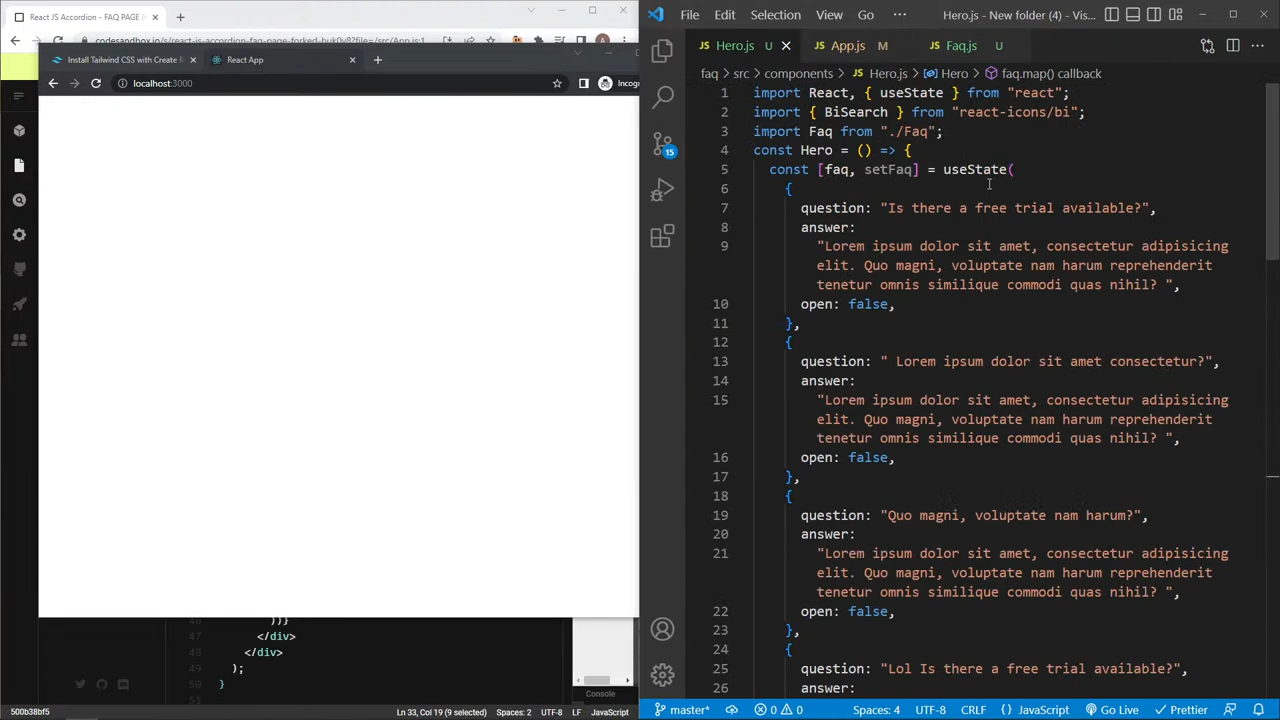 React JS Accordion - FAQ PAGE (
codesandbox.io/s/react-js-accordion-faq-page-forked-huk0v8?file=/src/App.js:1
Install Tailwind CSS with Create R
React App
localhost:3000
Incog
46 ))}
47 </div>
48 </div>
49 );
50 }
51
Console
500b38bf5
Ln 33, Col 19 (9 selected)
Spaces: 2
UTF-8
LF
JavaScript
File Edit Selection View Go ··· Hero.js - New folder (4) - Vis...
Hero.js U
App.js M
Faq.js U
faq > src > components > Hero.js > Hero > faq.map() callback
15
1 import React, { useState } from "react";
2 import { BiSearch } from "react-icons/bi";
3 import Faq from "./Faq";
4 const Hero = () => {
5 const [faq, setFaq] = useState(
6 {
7 question: "Is there a free trial available?",
8 answer:
9 "Lorem ipsum dolor sit amet, consectetur adipisicing
elit. Quo magni, voluptate nam harum reprehenderit
tenetur omnis similique commodi quas nihil? ",
10 open: false,
11 },
12 {
13 question: " Lorem ipsum dolor sit amet consectetur?",
14 answer:
15 "Lorem ipsum dolor sit amet, consectetur adipisicing
elit. Quo magni, voluptate nam harum reprehenderit
tenetur omnis similique commodi quas nihil? ",
16 open: false,
17 },
18 {
19 question: "Quo magni, voluptate nam harum?",
20 answer:
21 "Lorem ipsum dolor sit amet, consectetur adipisicing
elit. Quo magni, voluptate nam harum reprehenderit
tenetur omnis similique commodi quas nihil? ",
22 open: false,
23 },
24 {
25 question: "Lol Is there a free trial available?",
26 answer:
master* 0 0 Spaces: 4 UTF-8 CRLF {} JavaScript Go Live Prettier